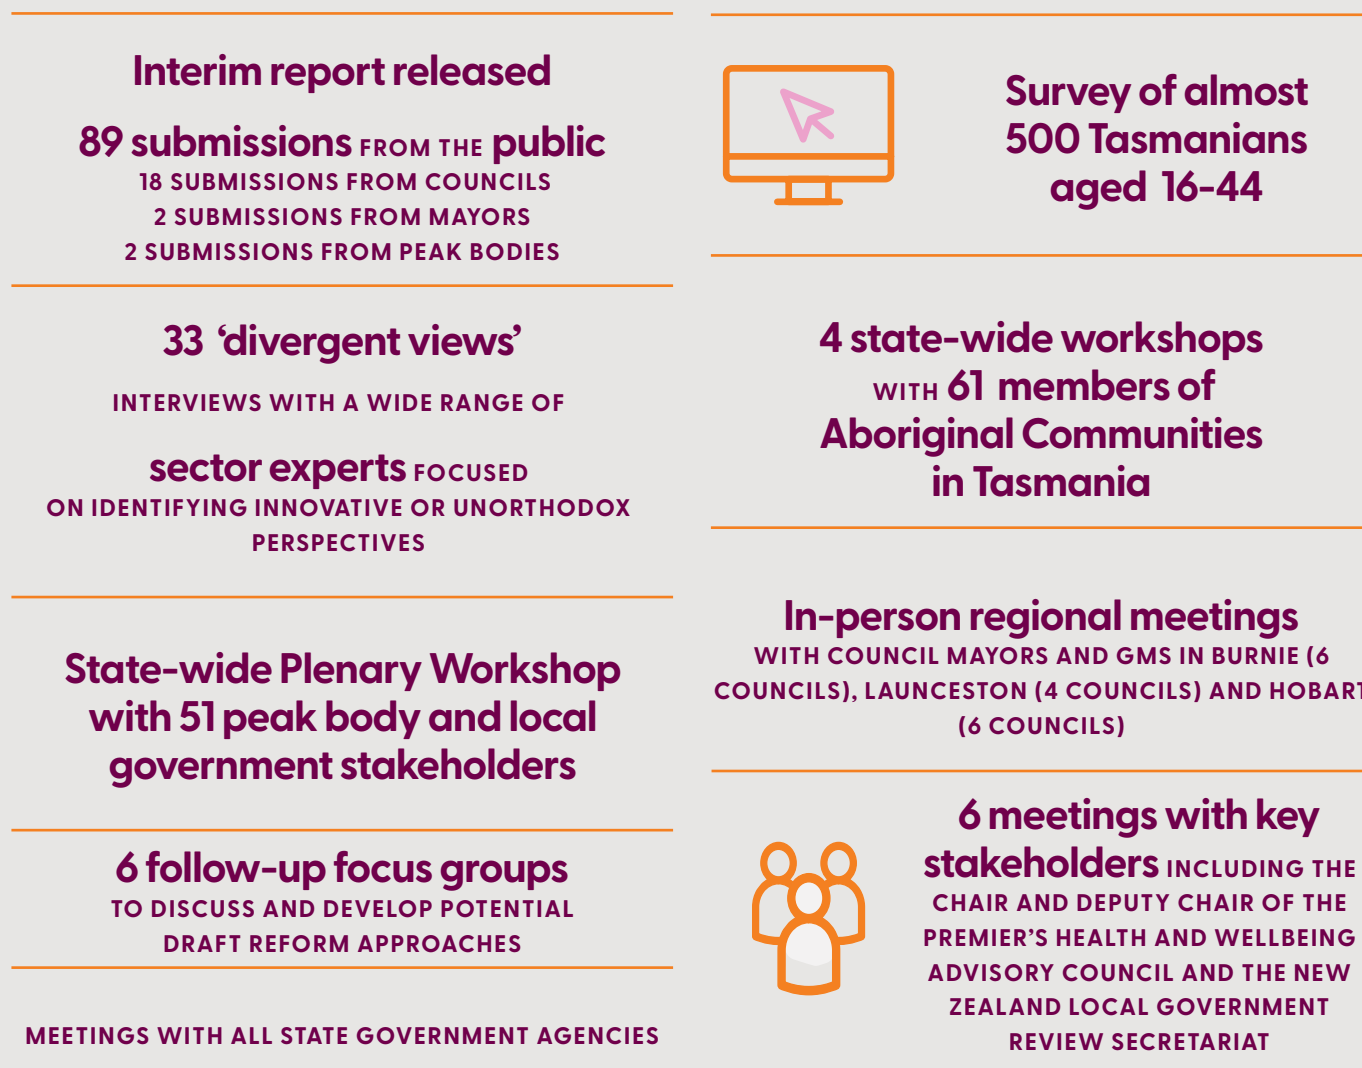 Interim report released
89 submissions FROM THE public
18 SUBMISSIONS FROM COUNCILS
2 SUBMISSIONS FROM MAYORS
2 SUBMISSIONS FROM PEAK BODIES
33 ‘divergent views’
INTERVIEWS WITH A WIDE RANGE OF
sector experts FOCUSED
ON IDENTIFYING INNOVATIVE OR UNORTHODOX
PERSPECTIVES
State-wide Plenary Workshop
with 51 peak body and local
government stakeholders
6 follow-up focus groups
TO DISCUSS AND DEVELOP POTENTIAL
DRAFT REFORM APPROACHES
MEETINGS WITH ALL STATE GOVERNMENT AGENCIES
Survey of almost
500 Tasmanians
aged 16-44
4 state-wide workshops
WITH 61 members of
Aboriginal Communities
in Tasmania
In-person regional meetings
WITH COUNCIL MAYORS AND GMS IN BURNIE (6
COUNCILS), LAUNCESTON (4 COUNCILS) AND HOBART
(6 COUNCILS)
6 meetings with key
stakeholders INCLUDING THE
CHAIR AND DEPUTY CHAIR OF THE
PREMIER’S HEALTH AND WELLBEING
ADVISORY COUNCIL AND THE NEW
ZEALAND LOCAL GOVERNMENT
REVIEW SECRETARIAT